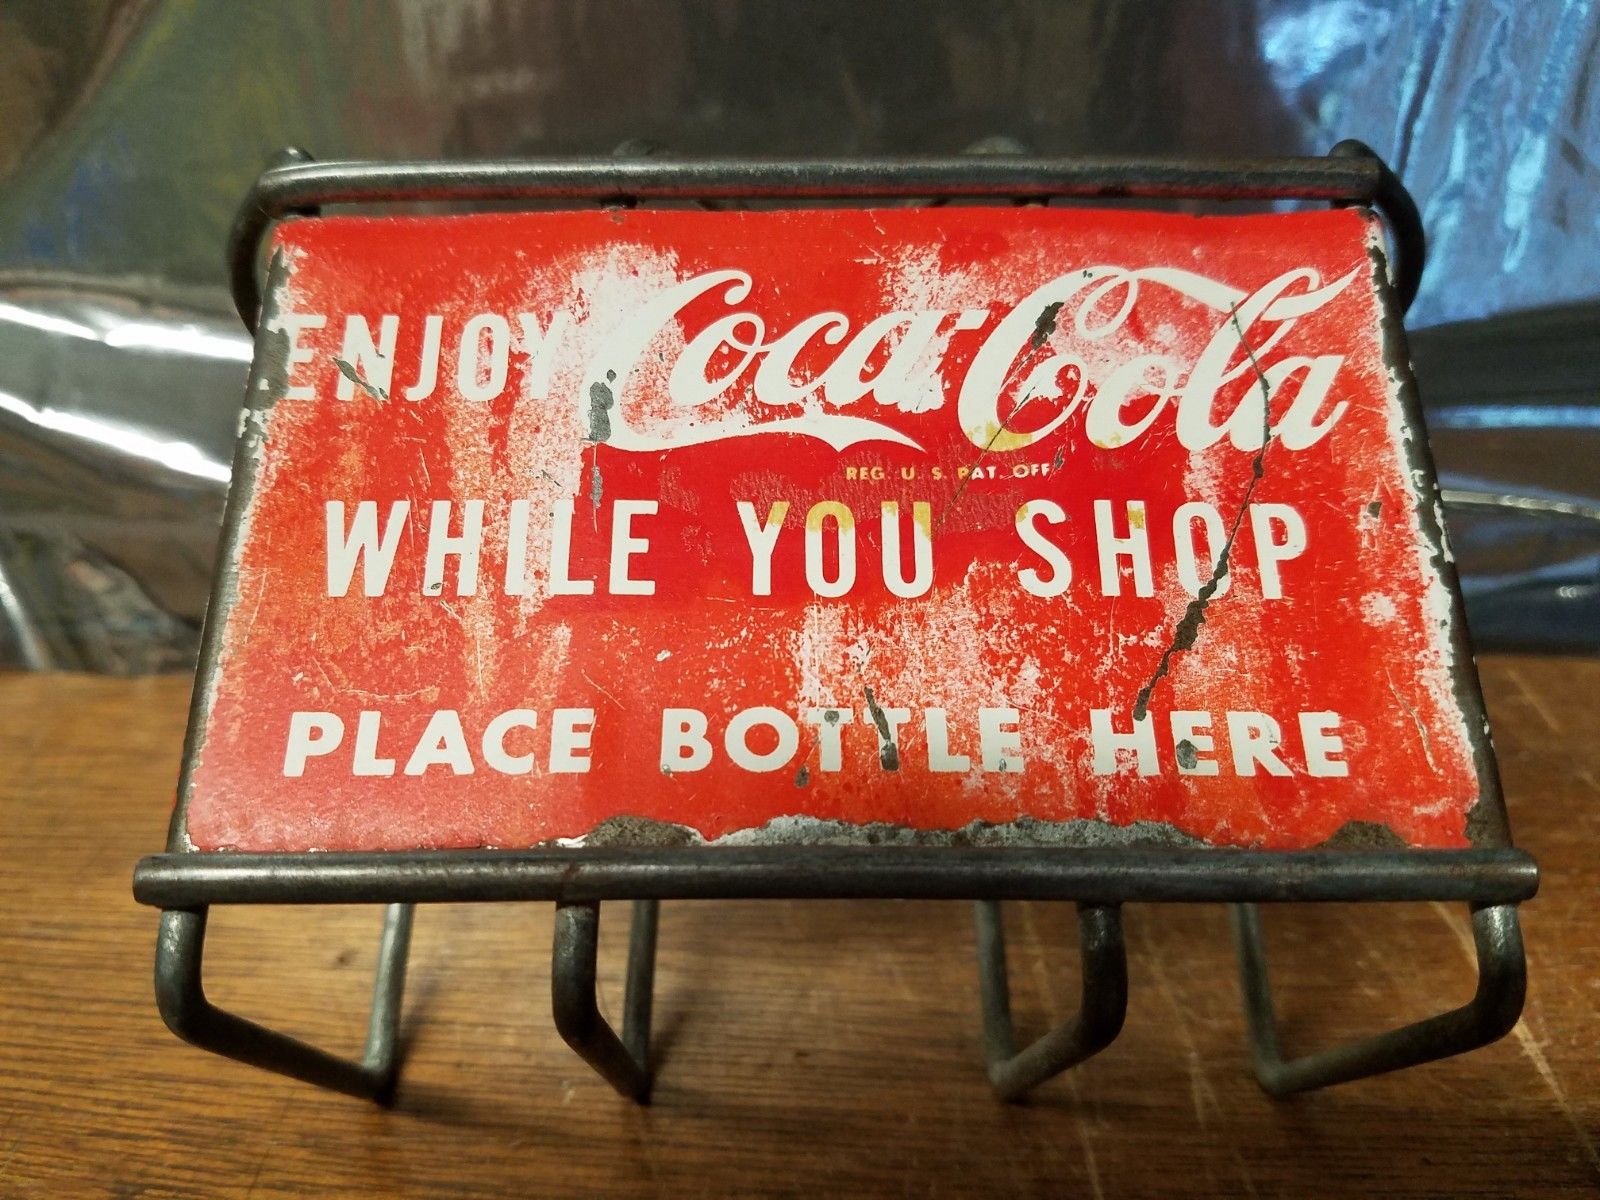 ENJOY Coca-Cola
REG. U. S. PAT. OFF.
WHILE YOU SHOP
PLACE BOTTLE HERE